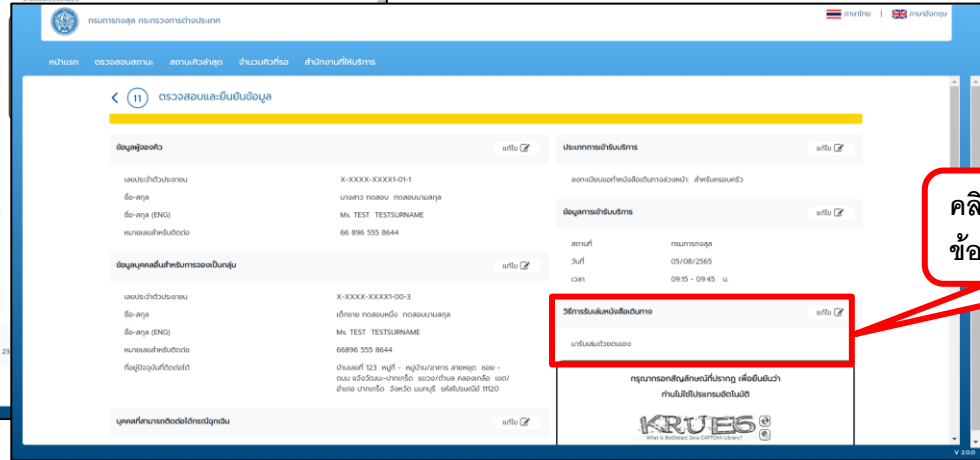 กรมการกงสุล กระทรวงการต่างประเทศ
ภาษาไทย | ภาษาอังกฤษ
หน้าแรก ตรวจสอบสถานะ สถานะคิวล่าสุด จำนวนคิวที่รอ สำนักงานที่ให้บริการ
11 ตรวจสอบและยืนยันข้อมูล
ข้อมูลผู้จองคิว แก้ไข
เลขประจำตัวประชาชน X-XXXX-XXXX1-01-1
ชื่อ-สกุล นางสาว ทดสอบ ทดสอบนามสกุล
ชื่อ-สกุล (ENG) Ms. TEST TESTSURNAME
หมายเลขสำหรับติดต่อ 66 896 555 8644
ข้อมูลบุคคลอื่นสำหรับการจองเป็นกลุ่ม แก้ไข
เลขประจำตัวประชาชน X-XXXX-XXXX1-00-3
ชื่อ-สกุล เด็กชาย ทดสอบหนึ่ง ทดสอบนามสกุล
ชื่อ-สกุล (ENG) Ms. TEST TESTSURNAME
หมายเลขสำหรับติดต่อ 66896 555 8644
ที่อยู่ปัจจุบันที่ติดต่อได้ บ้านเลขที่ 123 หมู่ที่ - หมู่บ้าน/อาคาร สายหยุด ซอย -
ถนน แจ้งวัฒนะ-ปากเกร็ด แขวง/ตำบล คลองเกลือ เขต/
อำเภอ ปากเกร็ด จังหวัด นนทบุรี รหัสไปรษณีย์ 11120
บุคคลที่สามารถติดต่อได้กรณีฉุกเฉิน แก้ไข
ประเภทการเข้ารับบริการ แก้ไข
ลงทะเบียนขอทำหนังสือเดินทางล่วงหน้า: สำหรับครอบครัว
ข้อมูลการเข้ารับบริการ แก้ไข
สถานที่ กรมการกงสุล
วันที่ 05/08/2565
เวลา 09:15 - 09:45 น.
วิธีการรับเล่มหนังสือเดินทาง แก้ไข
มารับเล่มด้วยตนเอง
กรุณากรอกสัญลักษณ์ที่ปรากฏ เพื่อยืนยันว่า
ท่านไม่ใช่โปรแกรมอัตโนมัติ
KRUES
What is BotDetect Java CAPTCHA Library?
คลิ
ข้อ
23
V 2.0.0